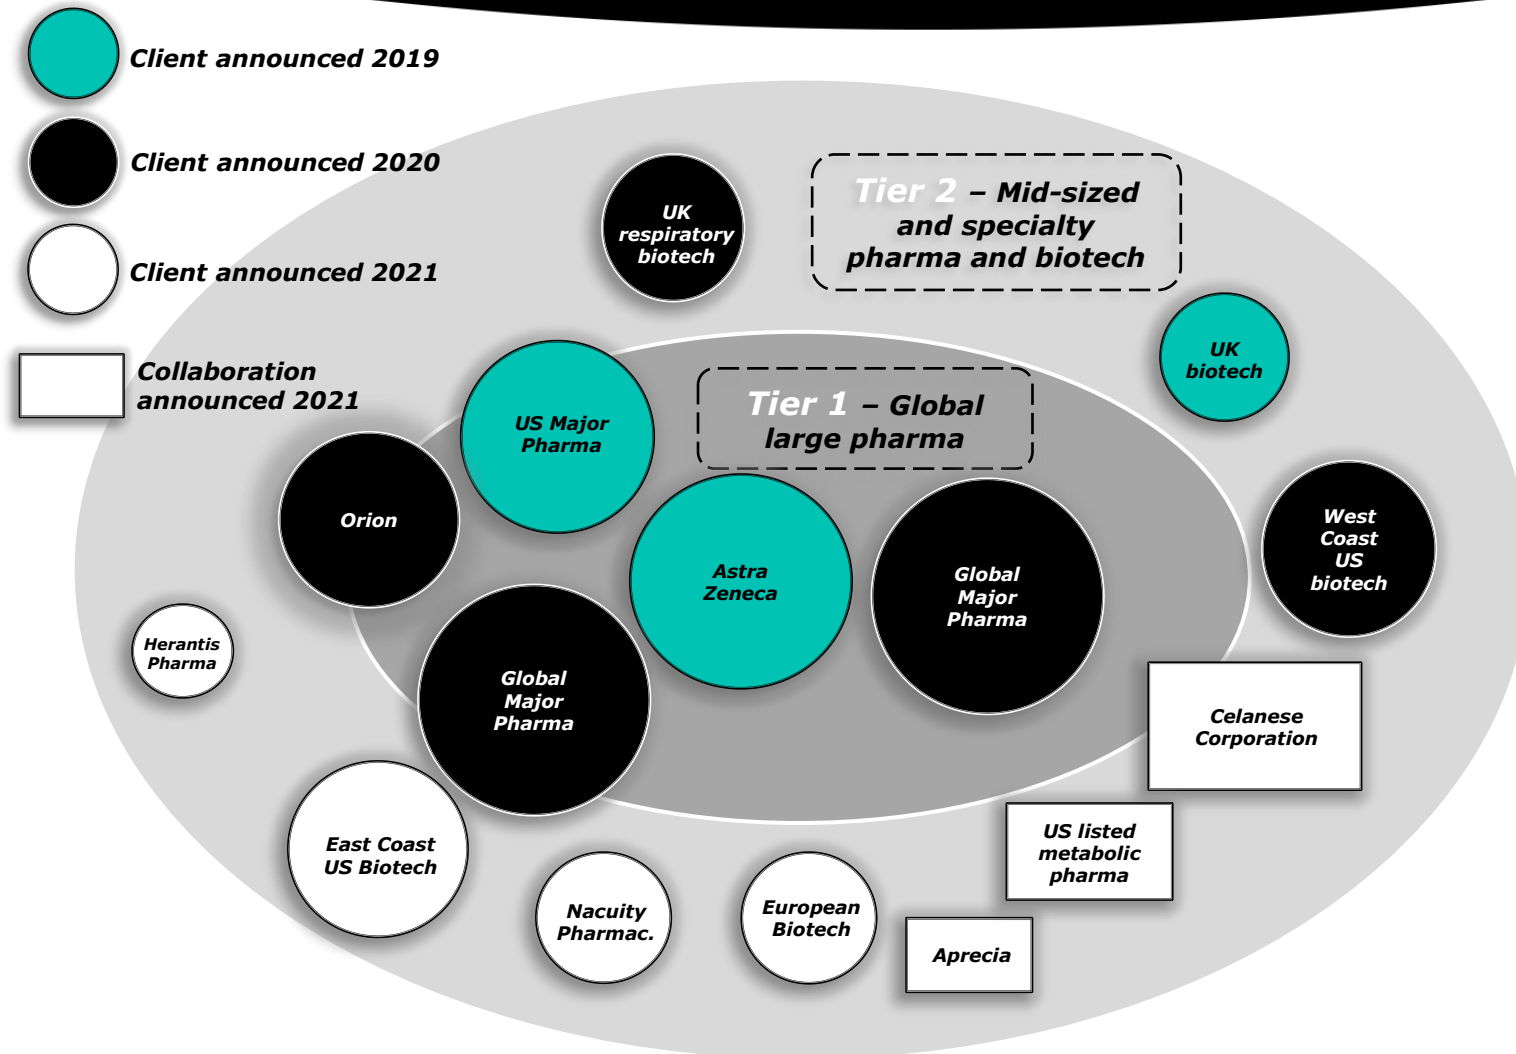 Client announced 2019
Client announced 2020
Client announced 2021
Collaboration
announced 2021
UK
respiratory
biotech
Tier 2 – Mid-sized
and specialty
pharma and biotech
UK
biotech
US Major
Pharma
Tier 1 – Global
large pharma
Orion
Astra
Zeneca
Global
Major
Pharma
West
Coast
US
biotech
Herantis
Pharma
Global
Major
Pharma
Celanese
Corporation
East Coast
US Biotech
US listed
metabolic
pharma
Nacuity
Pharmac.
European
Biotech
Aprecia